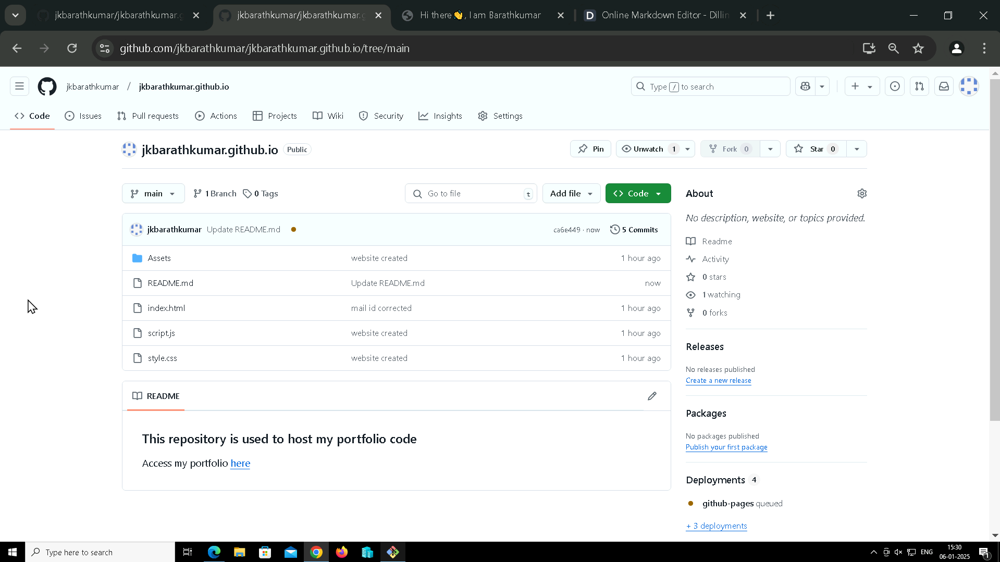 jkbarathkumar/jkbarathkumar.g
jkbarathkumar/jkbarathkumar.g
Hi there👋, I am Barathkumar
D Online Markdown Editor - Dillin
github.com/jkbarathkumar/jkbarathkumar.github.io/tree/main
jkbarathkumar / jkbarathkumar.github.io
Type / to search
Code
Issues
Pull requests
Actions
Projects
Wiki
Security
Insights
Settings
jkbarathkumar.github.io Public
Pin
Unwatch 1
Fork 0
Star 0
main
1 Branch
0 Tags
Go to file t
Add file
Code
jkbarathkumar Update README.md ca6e449 · now 5 Commits
Assets website created 1 hour ago
README.md Update README.md now
index.html mail id corrected 1 hour ago
script.js website created 1 hour ago
style.css website created 1 hour ago
README
This repository is used to host my portfolio code
Access my portfolio here
About
No description, website, or topics provided.
Readme
Activity
0 stars
1 watching
0 forks
Releases
No releases published
Create a new release
Packages
No packages published
Publish your first package
Deployments 4
github-pages queued
+ 3 deployments
Type here to search
ENG
15:30
06-01-2025
1